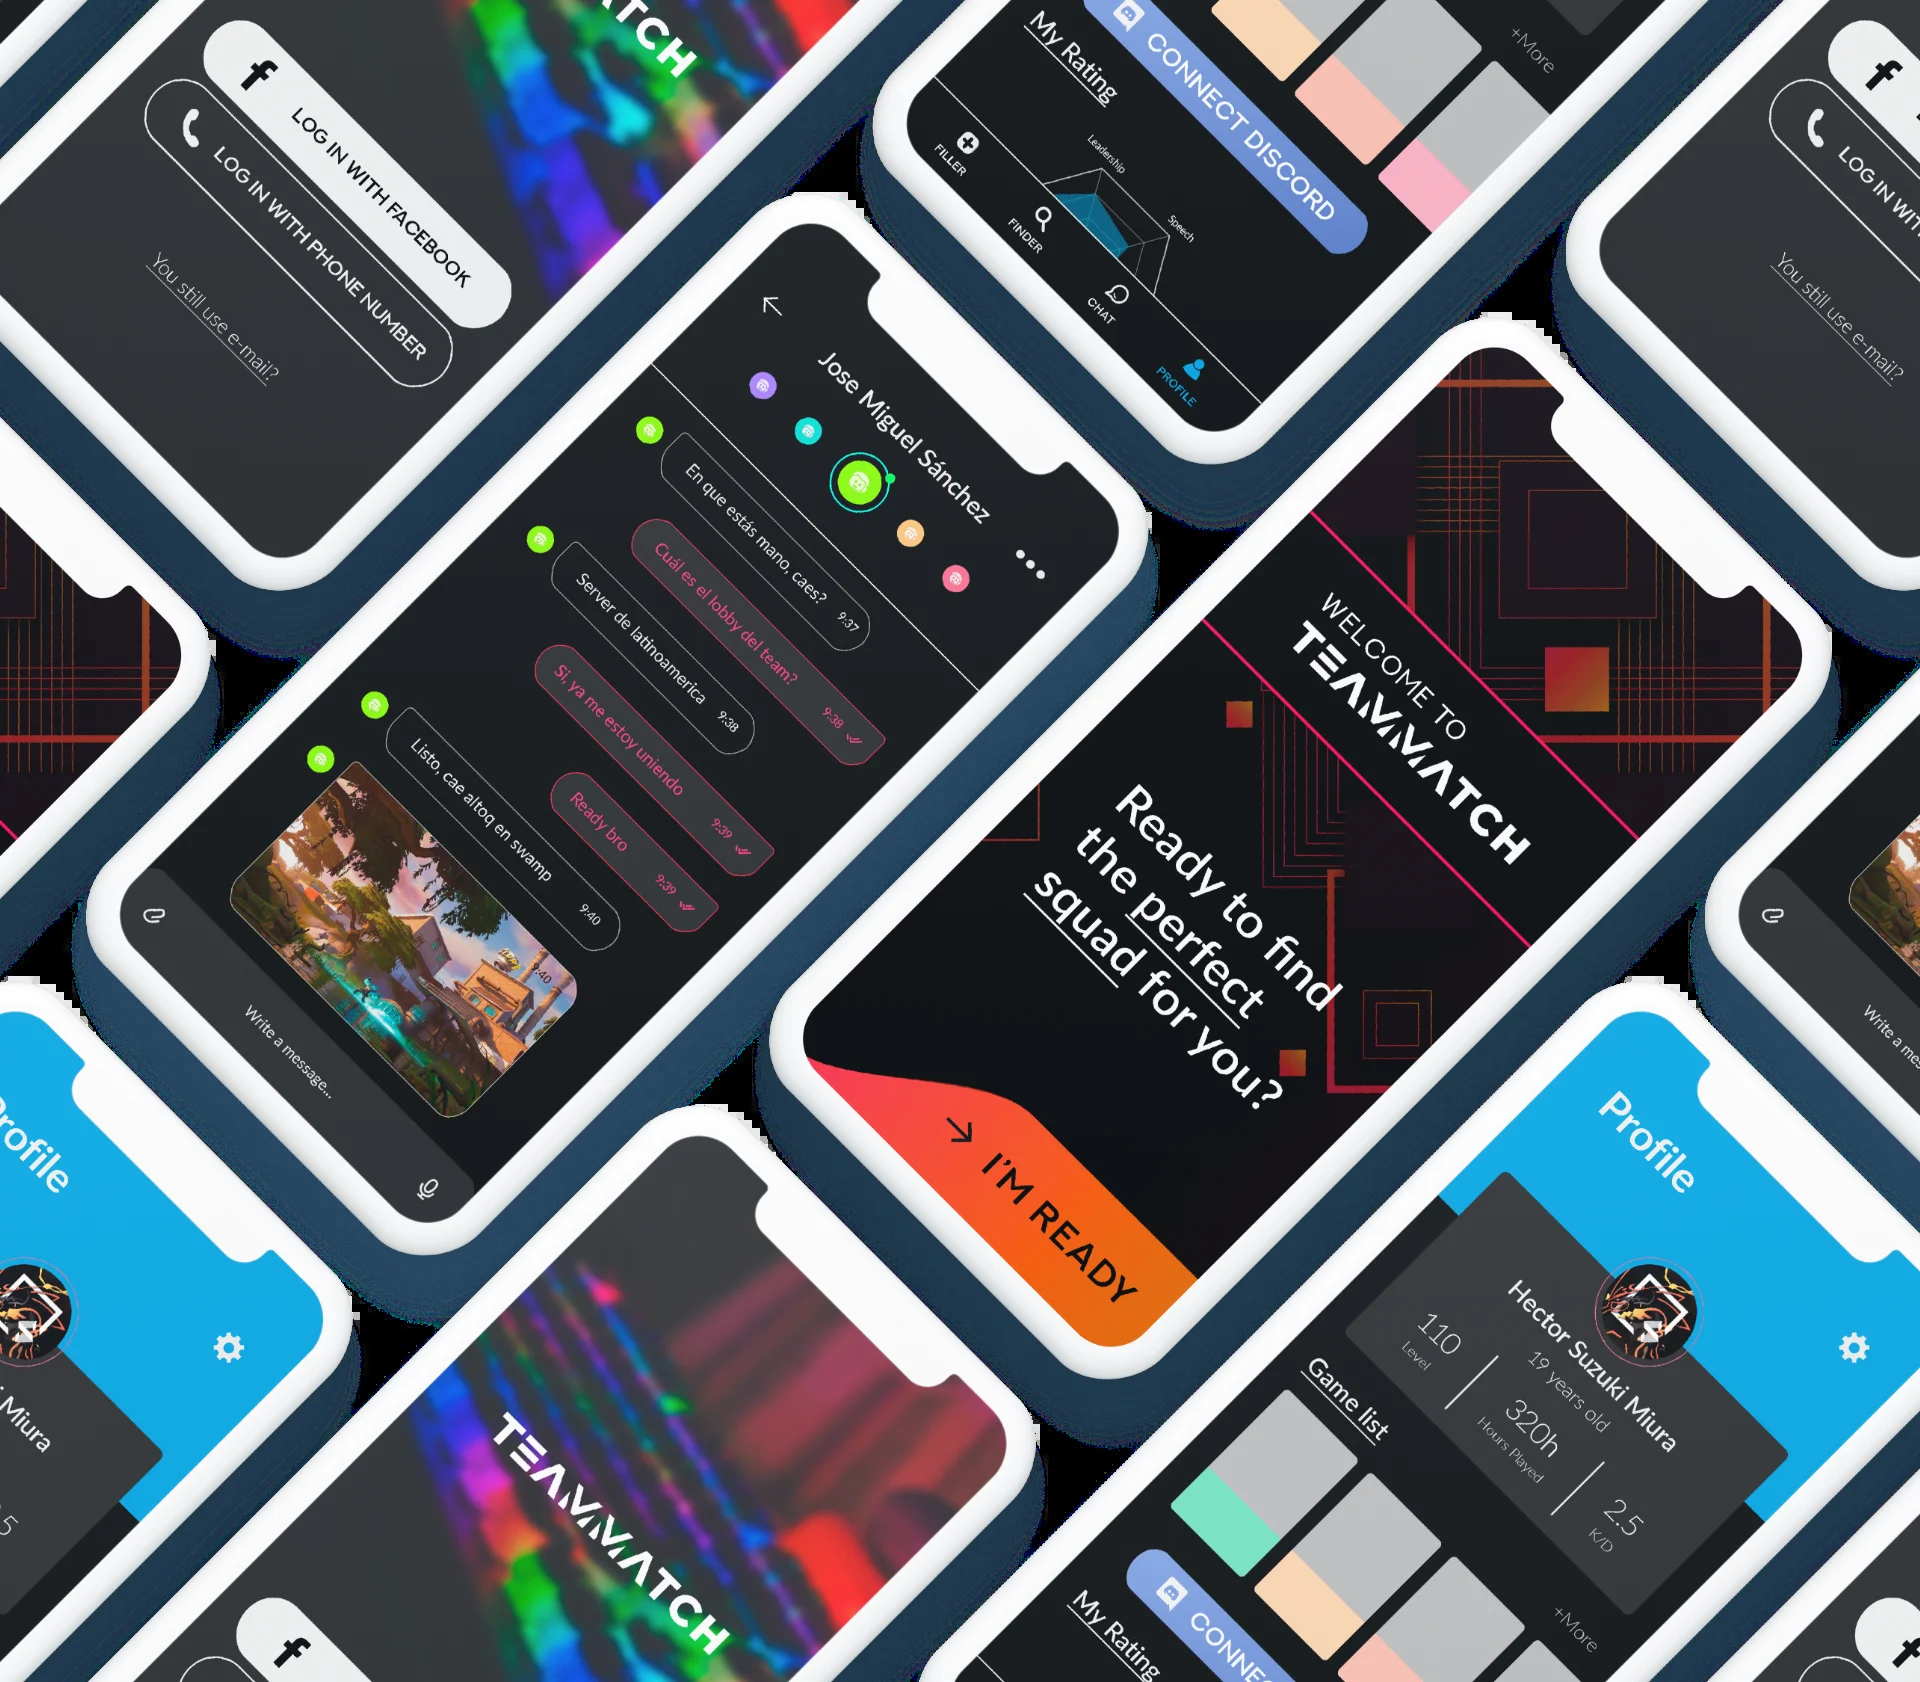 ATCH
LOG IN WITH FACEBOOK
LOG IN WITH PHONE NUMBER
You still use e-mail?
+More
CONNECT DISCORD
My Rating
Leadership
Speech
FILLER
FINDER
CHAT
PROFILE
LOG IN WIT
You still use e-mail?
Jose Miguel Sánchez
En que estás mano, caes?
9:37
Cuál es el lobby del team?
9:38
Server de latinoamerica
9:38
Si, ya me estoy uniendo
9:39
Ready bro
9:39
Listo, cae altoq en swamp
9:40
9:40
Write a message...
WELCOME TO
TEAMMATCH
Ready to find
the perfect
squad for you?
I'M READY
Write a mes
Profile
Miura
5
TEAMMATCH
Profile
Hector Suzuki Miura
19 years old
110
Level
320h
Hours Played
2.5
K/D
Game list
+More
CONNE
My Rating